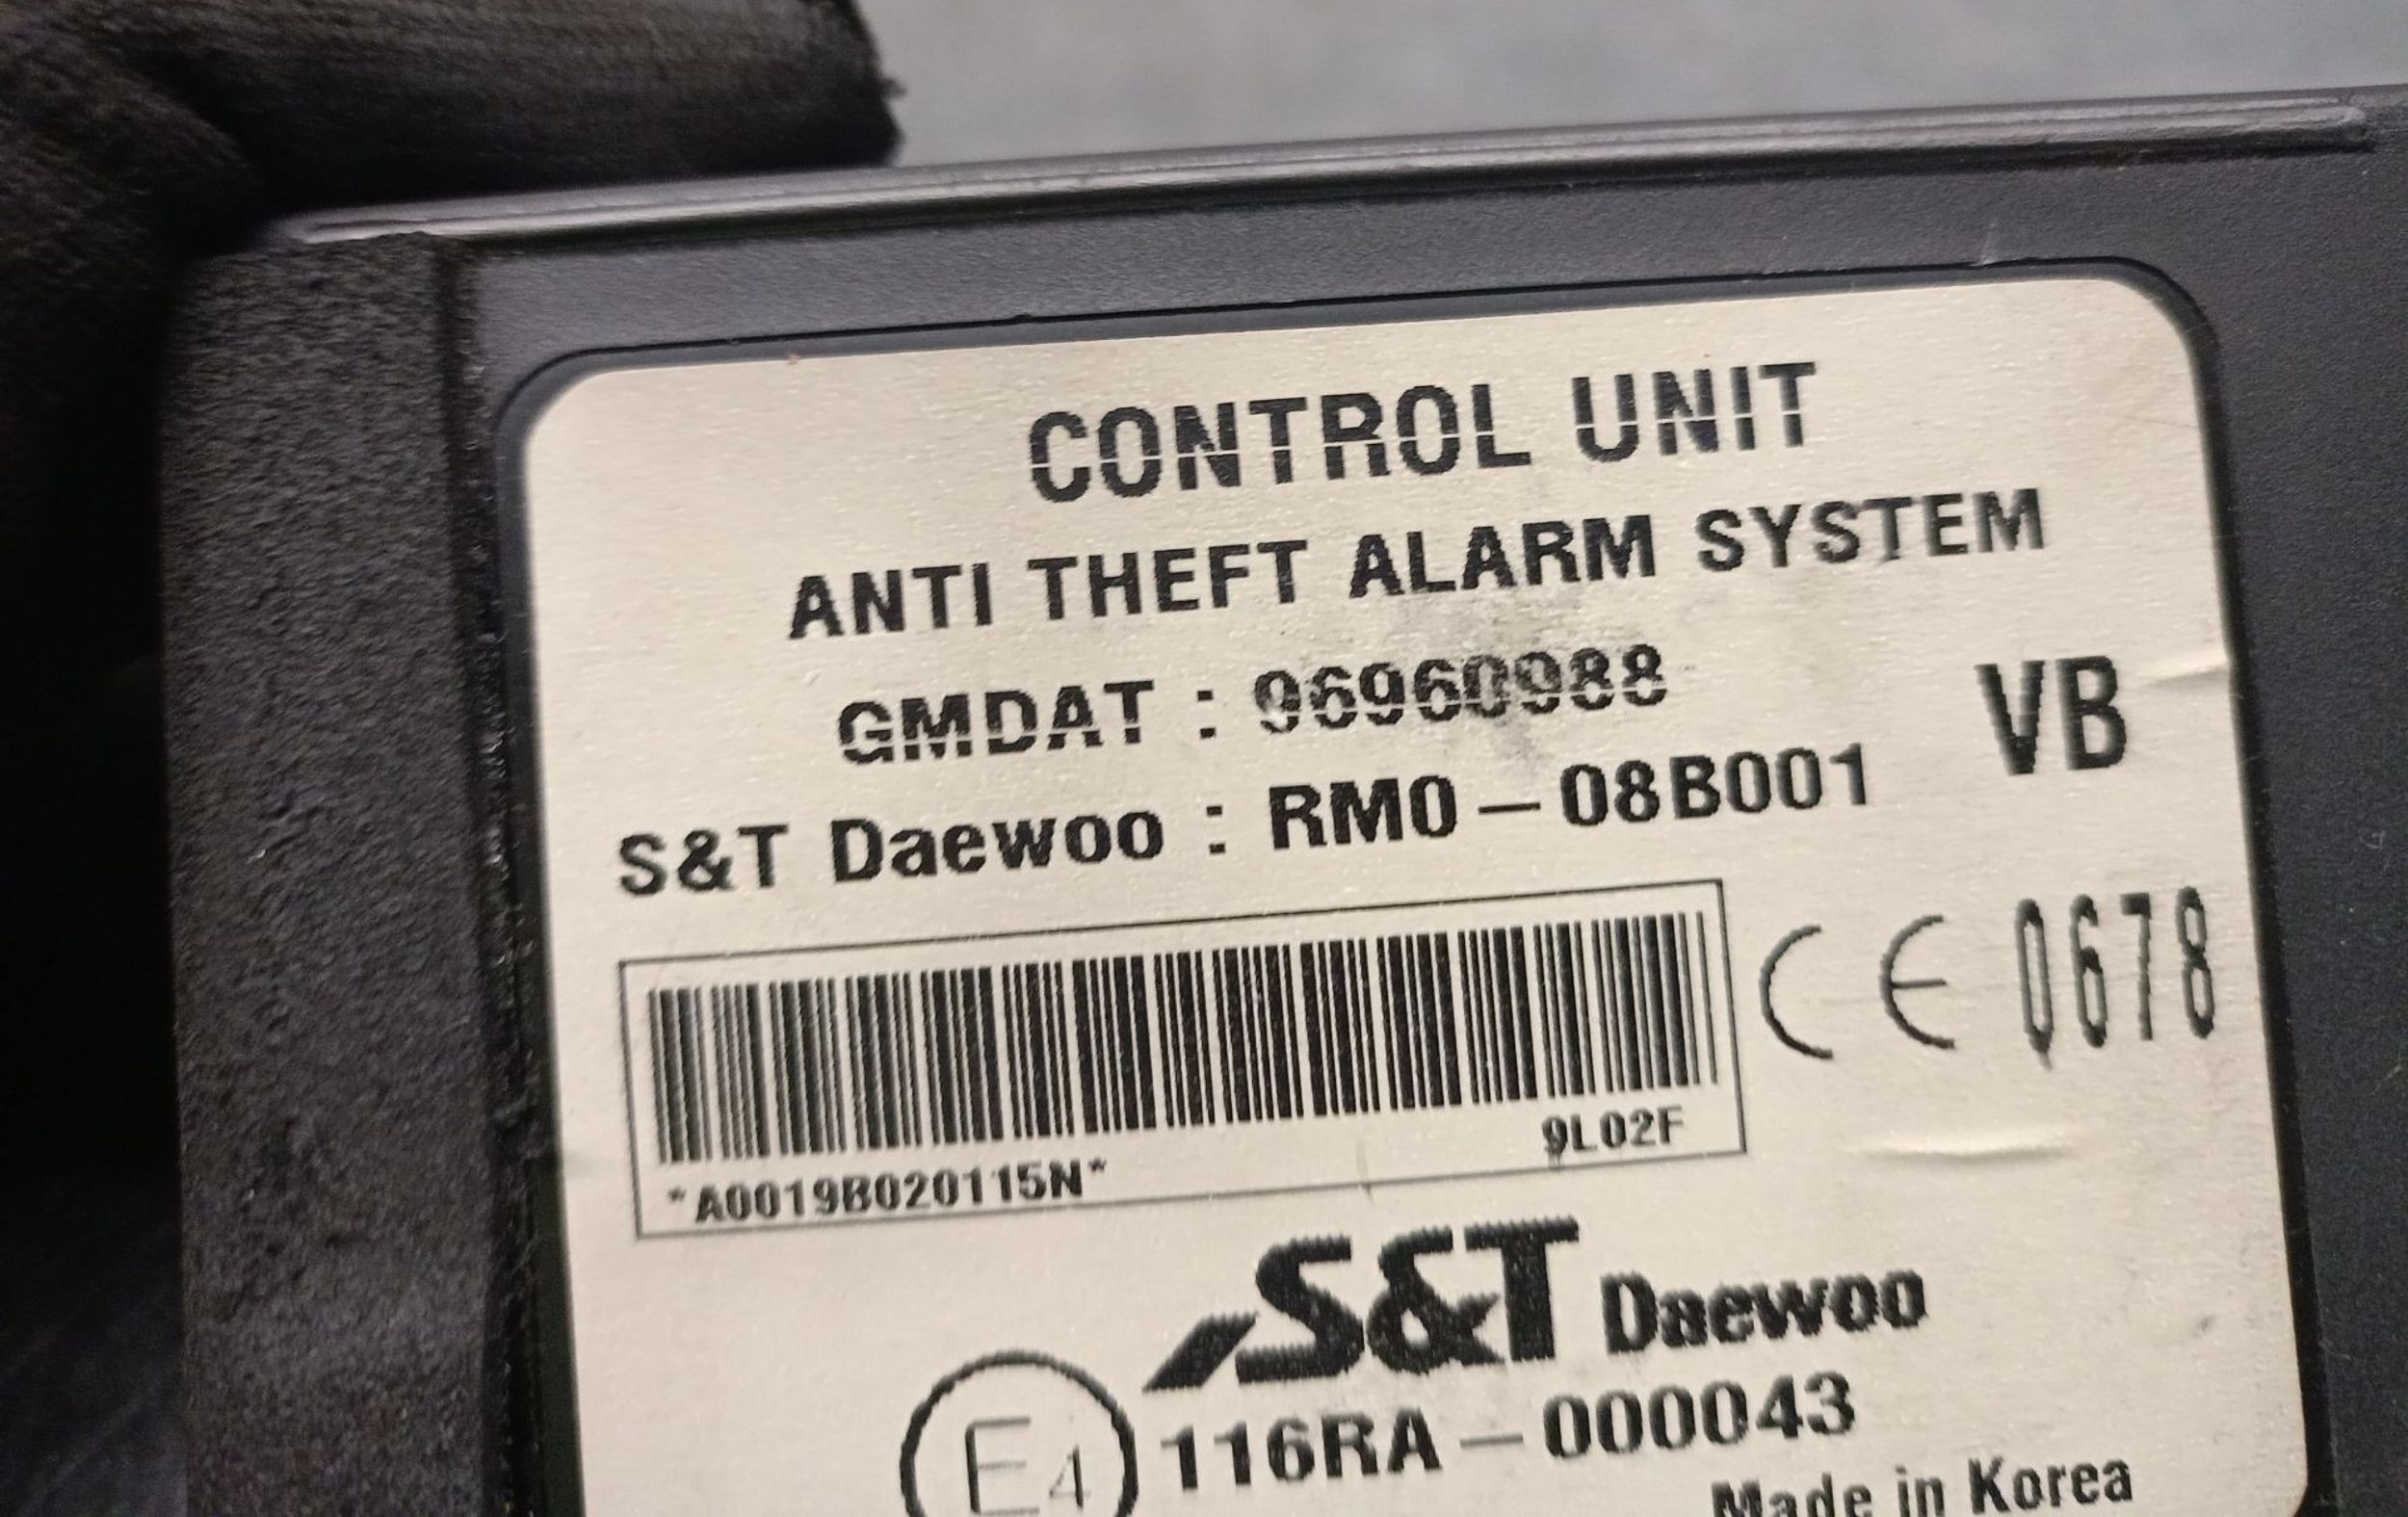 CONTROL UNIT
ANTI THEFT ALARM SYSTEM
GMDAT : 96960988
VB
S&T Daewoo : RM0-08B001
CE 0678
9L02F
*A0019B020115N*
S&T Daewoo
E4 116RA-000043
Made in Korea